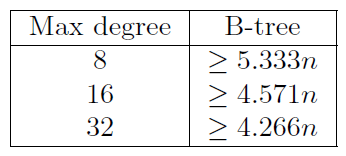 Max degree B-tree
8 ≥ 5.333n
16 ≥ 4.571n
32 ≥ 4.266n